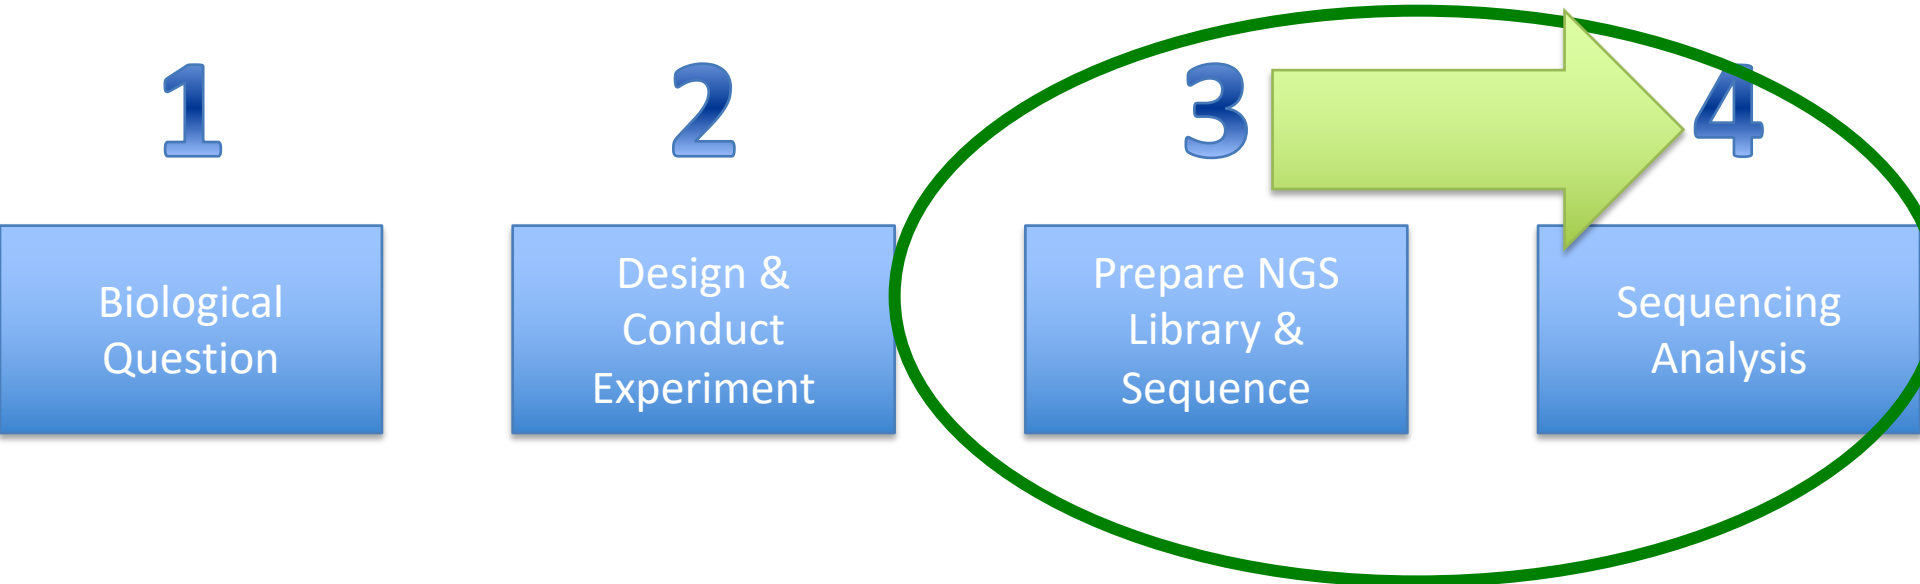 1
2
3
4
Biological
Question
Design &
Conduct
Experiment
Prepare NGS
Library &
Sequence
Sequencing
Analysis